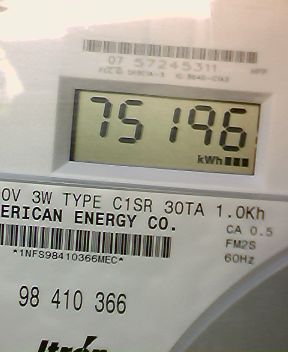 07 57245311
75196
kWh
0V 3W TYPE C1SR 30TA 1.0Kh
ERICAN ENERGY CO.
CA 0.5
FM2S
60Hz
*1NFS98410366MEC*
98 410 366
Itrón